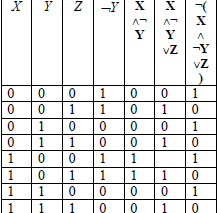 X Y Z ¬Y X
∧¬
Y X
∧¬
Y
∨Z ¬(
X
∧
¬Y
∨Z
)
0 0 0 1 0 0 1
0 0 1 1 0 1 0
0 1 0 0 0 0 1
0 1 1 0 0 1 0
1 0 0 1 1 1
1 0 1 1 1 1 0
1 1 0 0 0 0 1
1 1 1 0 0 1 0